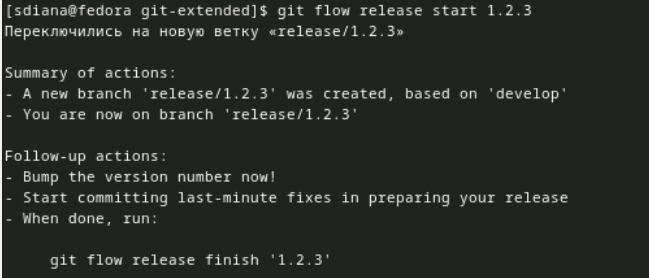 [sdiana@fedora git-extended]$ git flow release start 1.2.3
Переключились на новую ветку «release/1.2.3»
Summary of actions:
- A new branch 'release/1.2.3' was created, based on 'develop'
- You are now on branch 'release/1.2.3'
Follow-up actions:
- Bump the version number now!
- Start committing last-minute fixes in preparing your release
- When done, run:
git flow release finish '1.2.3'